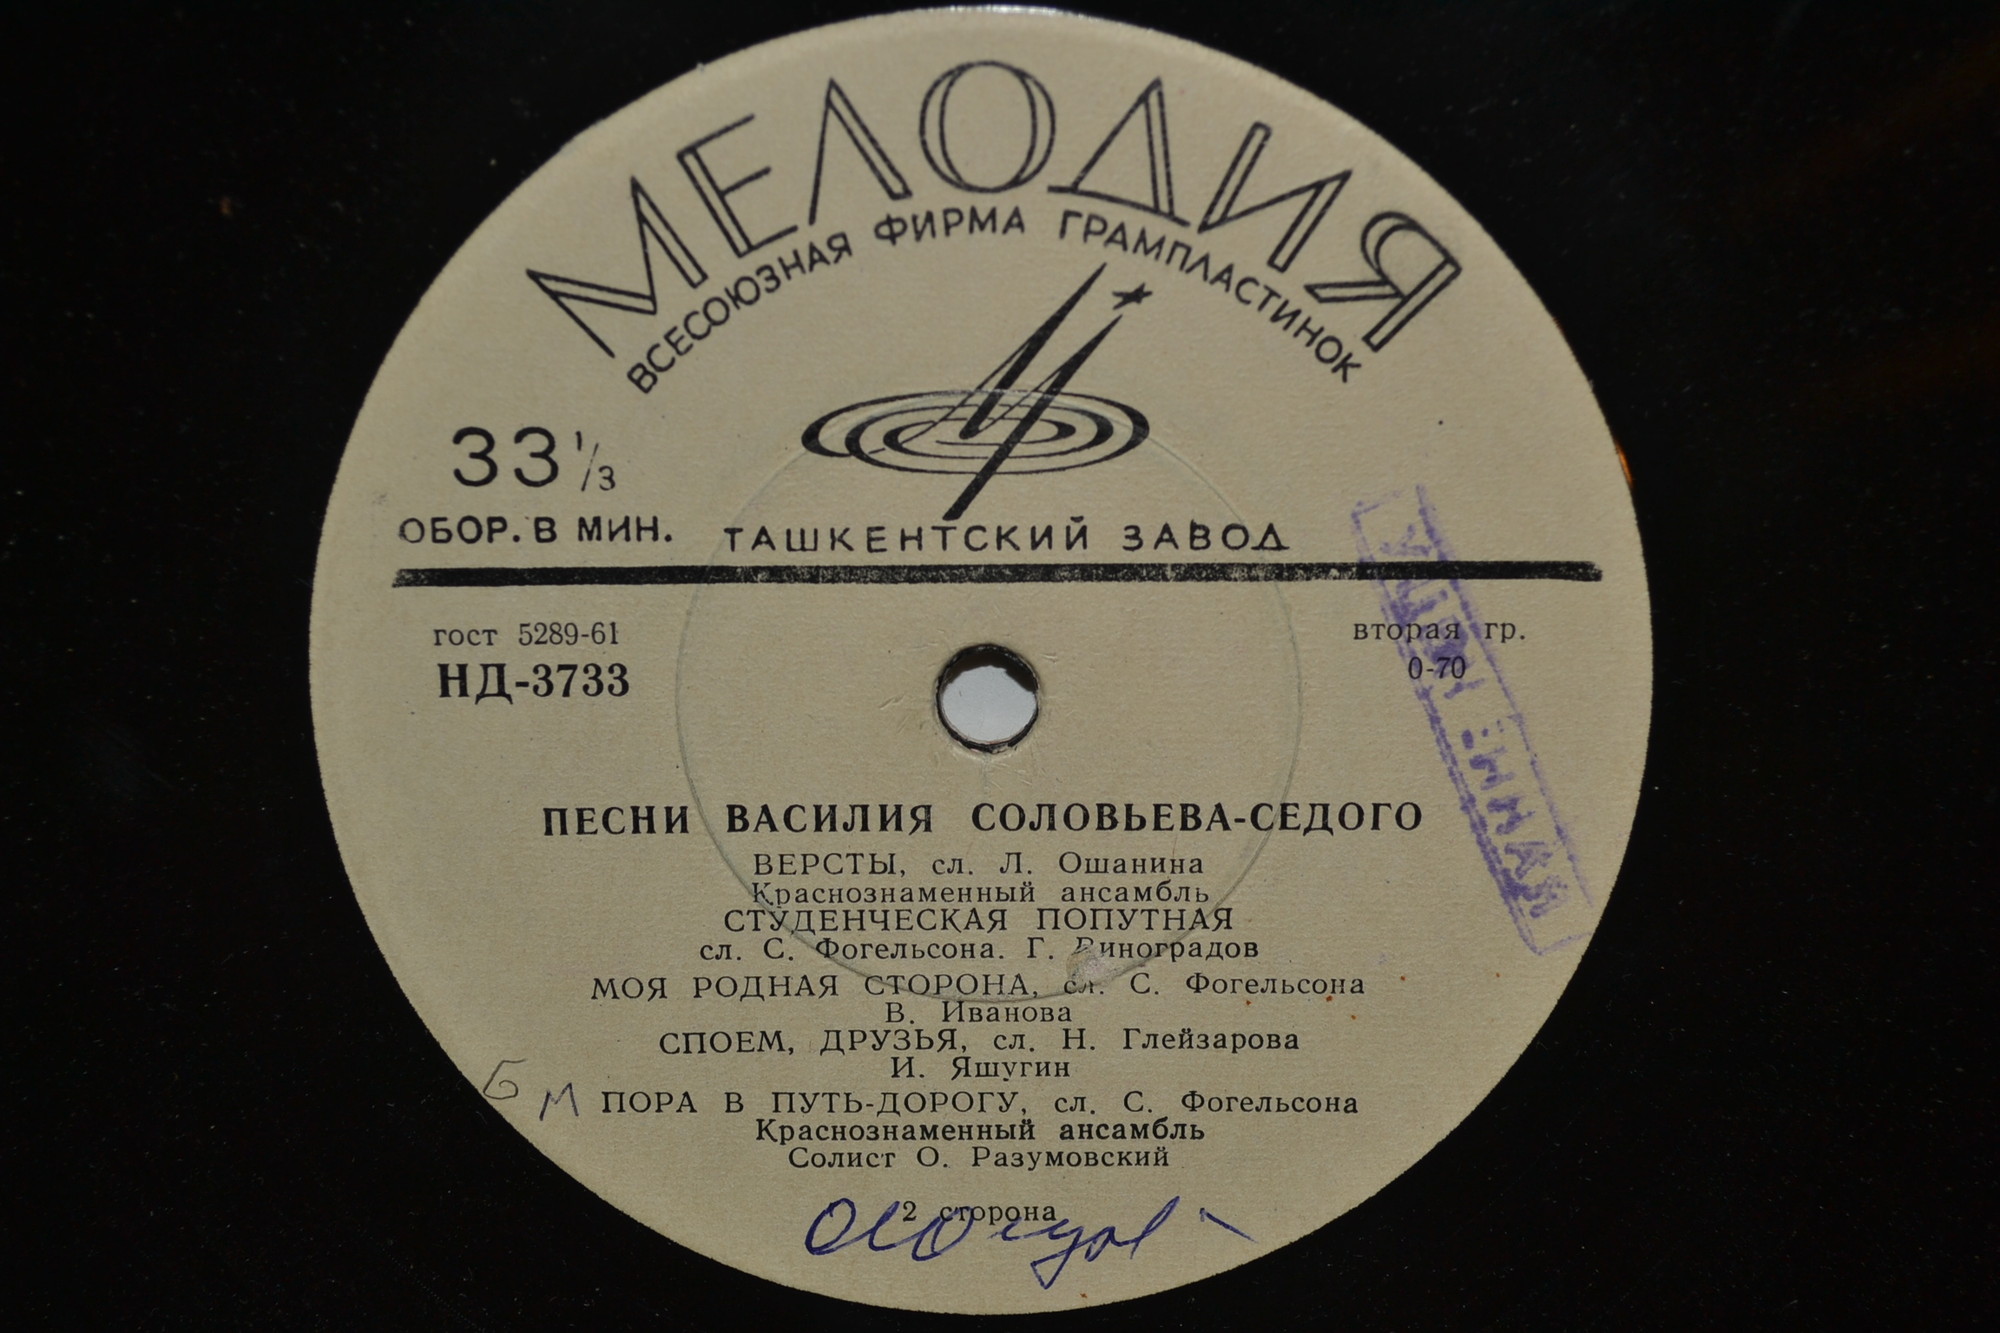 МЕЛОДИЯ
ВСЕСОЮЗНАЯ ФИРМА ГРАМПЛАСТИНОК
33 1/3
ОБОР. В МИН.
ТАШКЕНТСКИЙ ЗАВОД
гост 5289-61
вторая гр.
НД-3733
0-70
ПЕСНИ ВАСИЛИЯ СОЛОВЬЕВА-СЕДОГО
ВЕРСТЫ, сл. Л. Ошанина
Краснознаменный ансамбль
СТУДЕНЧЕСКАЯ ПОПУТНАЯ
сл. С. Фогельсона. Г. Виноградов
МОЯ РОДНАЯ СТОРОНА, сл. С. Фогельсона
В. Иванова
СПОЕМ, ДРУЗЬЯ, сл. Н. Глейзарова
И. Яшугин
ПОРА В ПУТЬ-ДОРОГУ, сл. С. Фогельсона
Краснознаменный ансамбль
Солист О. Разумовский
2 сторона